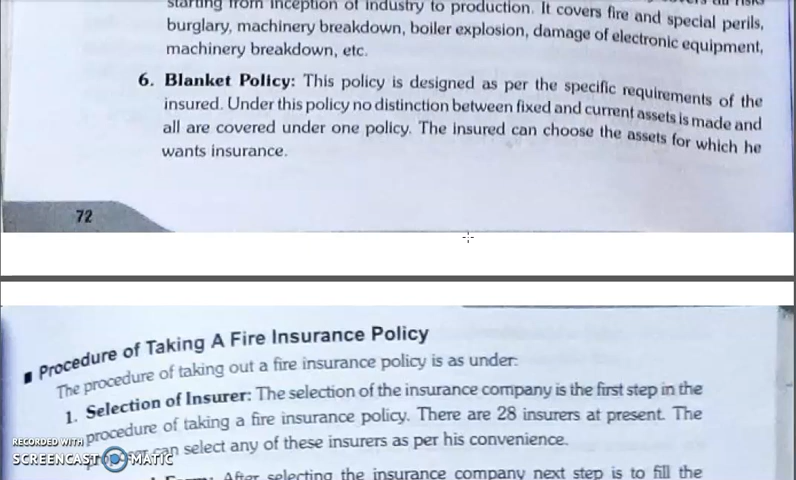 starting from inception of industry to production. It covers fire and special perils,
burglary, machinery breakdown, boiler explosion, damage of electronic equipment,
machinery breakdown, etc.
6. Blanket Policy: This policy is designed as per the specific requirements of the
insured. Under this policy no distinction between fixed and current assets is made and
all are covered under one policy. The insured can choose the assets for which he
wants insurance.
72
Procedure of Taking A Fire Insurance Policy
The procedure of taking out a fire insurance policy is as under:
1. Selection of Insurer: The selection of the insurance company is the first step in the
procedure of taking a fire insurance policy. There are 28 insurers at present. The
can select any of these insurers as per his convenience.
RECORDED WITH
SCREENCAST-O-MATIC
After selecting the insurance company next step is to fill the